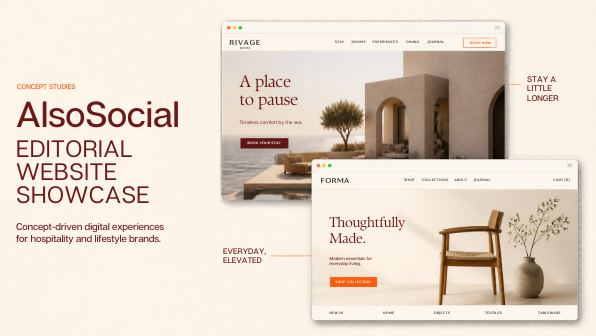 CONCEPT STUDIES
AlsoSocial
EDITORIAL
WEBSITE
SHOWCASE
Concept-driven digital experiences
for hospitality and lifestyle brands.
RIVAGE
HOTEL
STAY ROOMS EXPERIENCES DINING JOURNAL
BOOK NOW
A place
to pause
Timeless comfort by the sea.
BOOK YOUR STAY
STAY A
LITTLE
LONGER
FORMA
SHOP COLLECTIONS ABOUT JOURNAL
CART (0)
Thoughtfully
Made.
Modern essentials for
everyday living.
SHOP COLLECTION
EVERYDAY,
ELEVATED
NEW IN HOME OBJECTS TEXTILES TABLEWARE